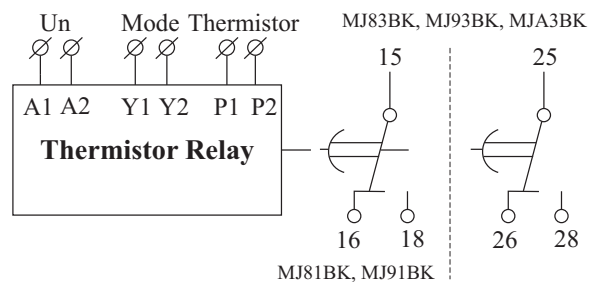 Un Mode Thermistor MJ83BK, MJ93BK, MJA3BK
15 25
A1 A2 Y1 Y2 P1 P2
Thermistor Relay
16 18 26 28
MJ81BK, MJ91BK